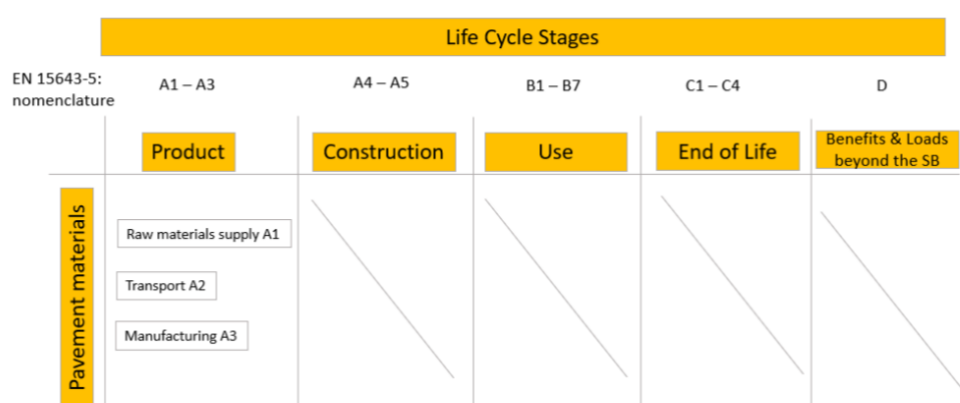 Life Cycle Stages
EN 15643-5:
nomenclature
A1 – A3
A4 – A5
B1 – B7
C1 – C4
D
Product
Construction
Use
End of Life
Benefits & Loads
beyond the SB
Pavement materials
Raw materials supply A1
Transport A2
Manufacturing A3